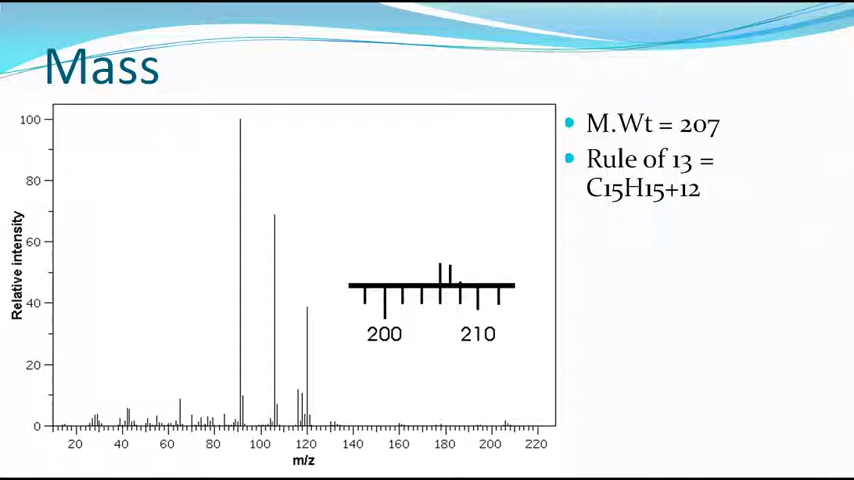 Mass
M.Wt = 207
Rule of 13 =
C15H15+12
100
80
60
40
20
0
Relative intensity
200 210
20 40 60 80 100 120 140 160 180 200 220
m/z